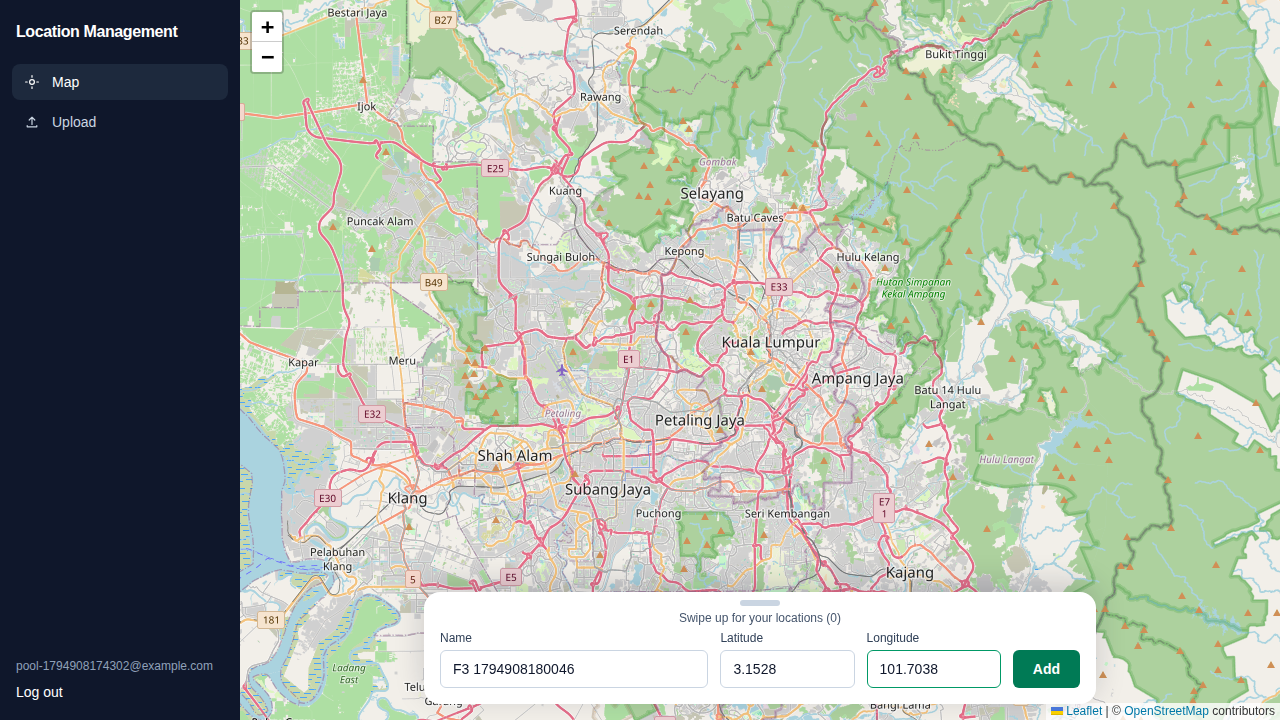 Location Management
Map
Upload
pool-1794908174302@example.com
Log out
+
−
Bestari Jaya
B27
Serendah
Bukit Tinggi
Rawang
Ijok
E25
Gombak
Kuang
Selayang
Puncak Alam
Batu Caves
Sungai Buloh
Kepong
Hulu Kelang
B49
E33
Hutan Simpanan
Kekal Ampang
Kuala Lumpur
Kapar
Meru
E1
Ampang Jaya
Batu 14 Hulu
Langat
E32
Petaling
Petaling Jaya
Shah Alam
Hulu Langat
Subang Jaya
E30
Klang
Puchong
Seri Kembangan
E7
1
Pelabuhan
Klang
5
E5
Kajang
181
Ladang
East
Swipe up for your locations (0)
Name
Latitude
Longitude
F3 1794908180046
3.1528
101.7038
Add
Leaflet | © OpenStreetMap contributors